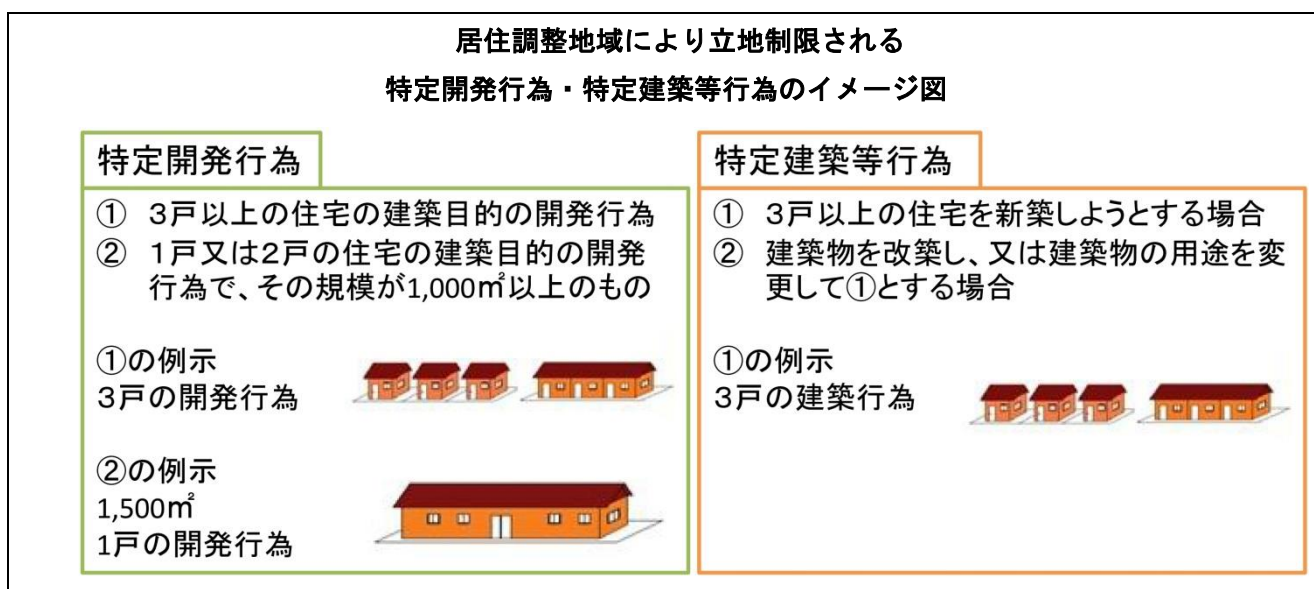 居住調整地域により立地制限される
特定開発行為・特定建築等行為のイメージ図
特定開発行為
① 3戸以上の住宅の建築目的の開発行為
② 1戸又は2戸の住宅の建築目的の開発
行為で、その規模が1,000㎡以上のもの
①の例示
3戸の開発行為
②の例示
1,500㎡
1戸の開発行為
特定建築等行為
① 3戸以上の住宅を新築しようとする場合
② 建築物を改築し、又は建築物の用途を変
更して①とする場合
①の例示
3戸の建築行為